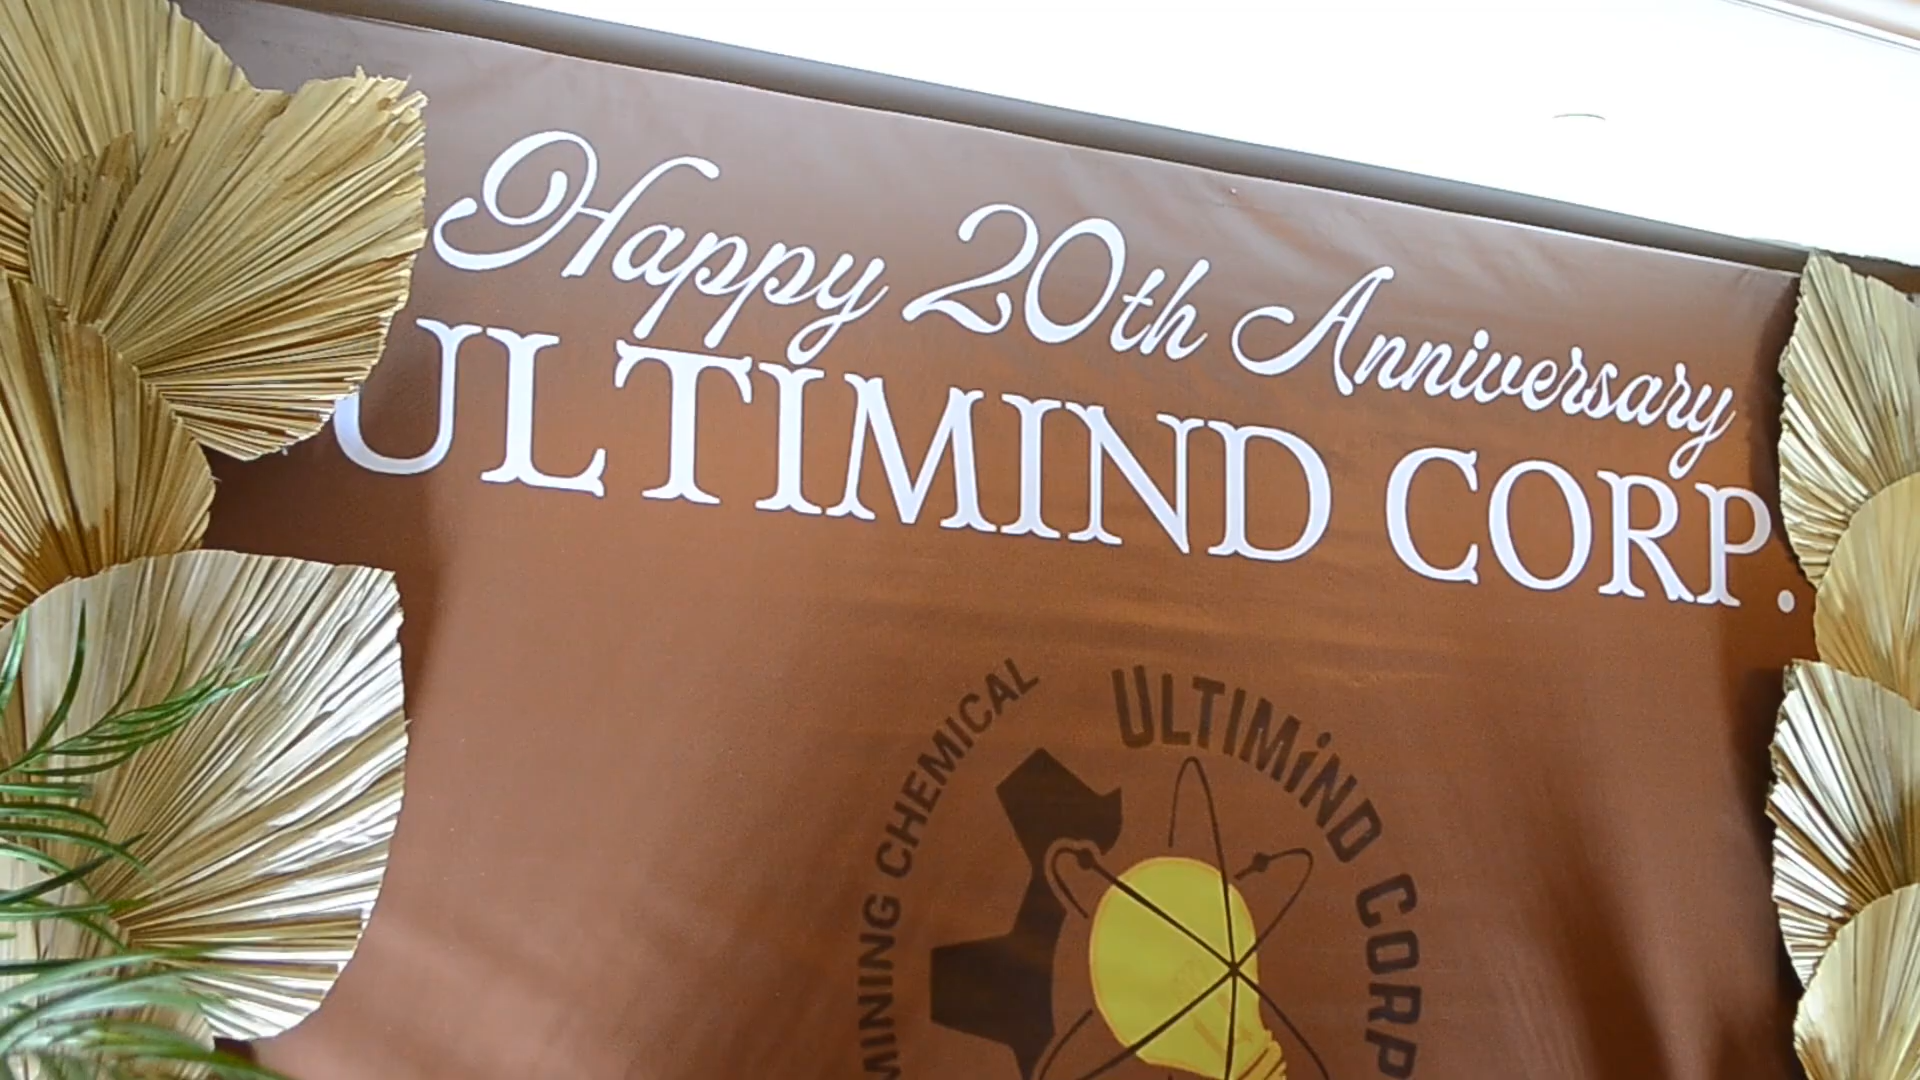 Happy 20th Anniversary
ULTIMIND CORP.
MINING CHEMICAL
ULTIMiND CORP